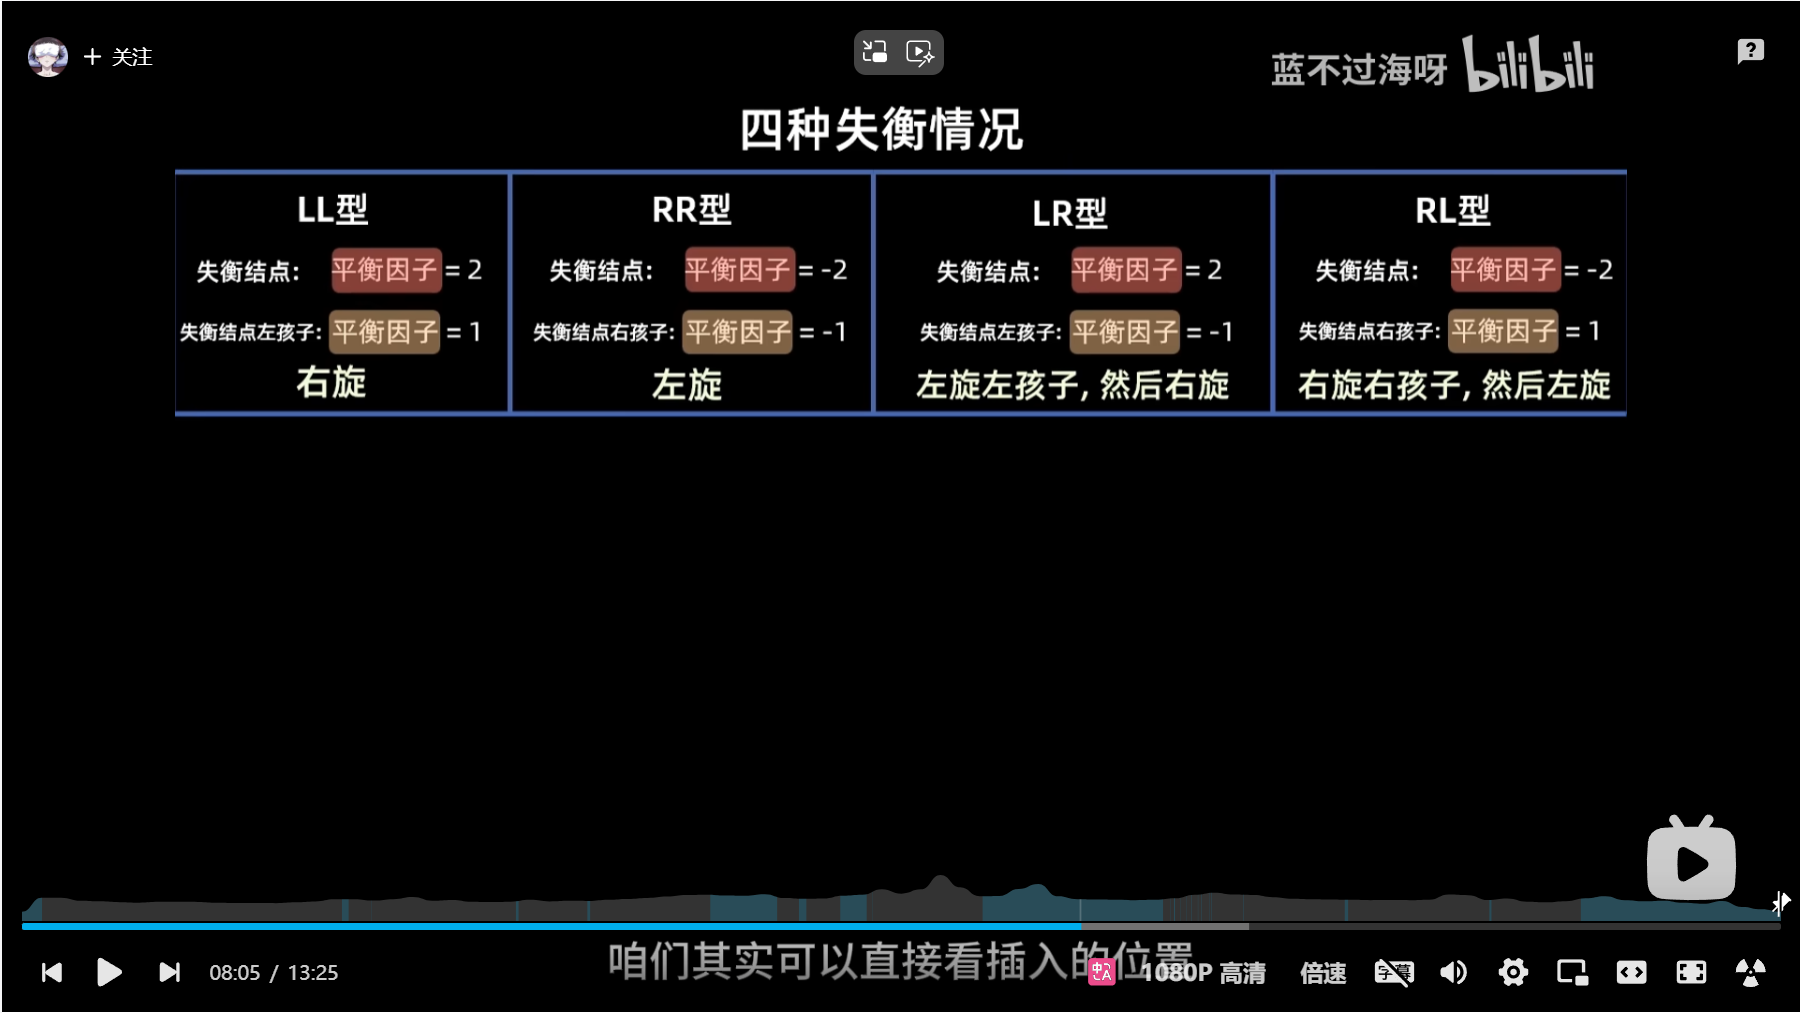 关注
蓝不过海呀 bilibili
四种失衡情况
LL型
失衡结点: 平衡因子 = 2
失衡结点左孩子: 平衡因子 = 1
右旋
RR型
失衡结点: 平衡因子 = -2
失衡结点右孩子: 平衡因子 = -1
左旋
LR型
失衡结点: 平衡因子 = 2
失衡结点左孩子: 平衡因子 = -1
左旋左孩子, 然后右旋
RL型
失衡结点: 平衡因子 = -2
失衡结点右孩子: 平衡因子 = 1
右旋右孩子, 然后左旋
咱们其实可以直接看插入的位置
08:05 / 13:25
中A
1080P 高清
倍速
字幕